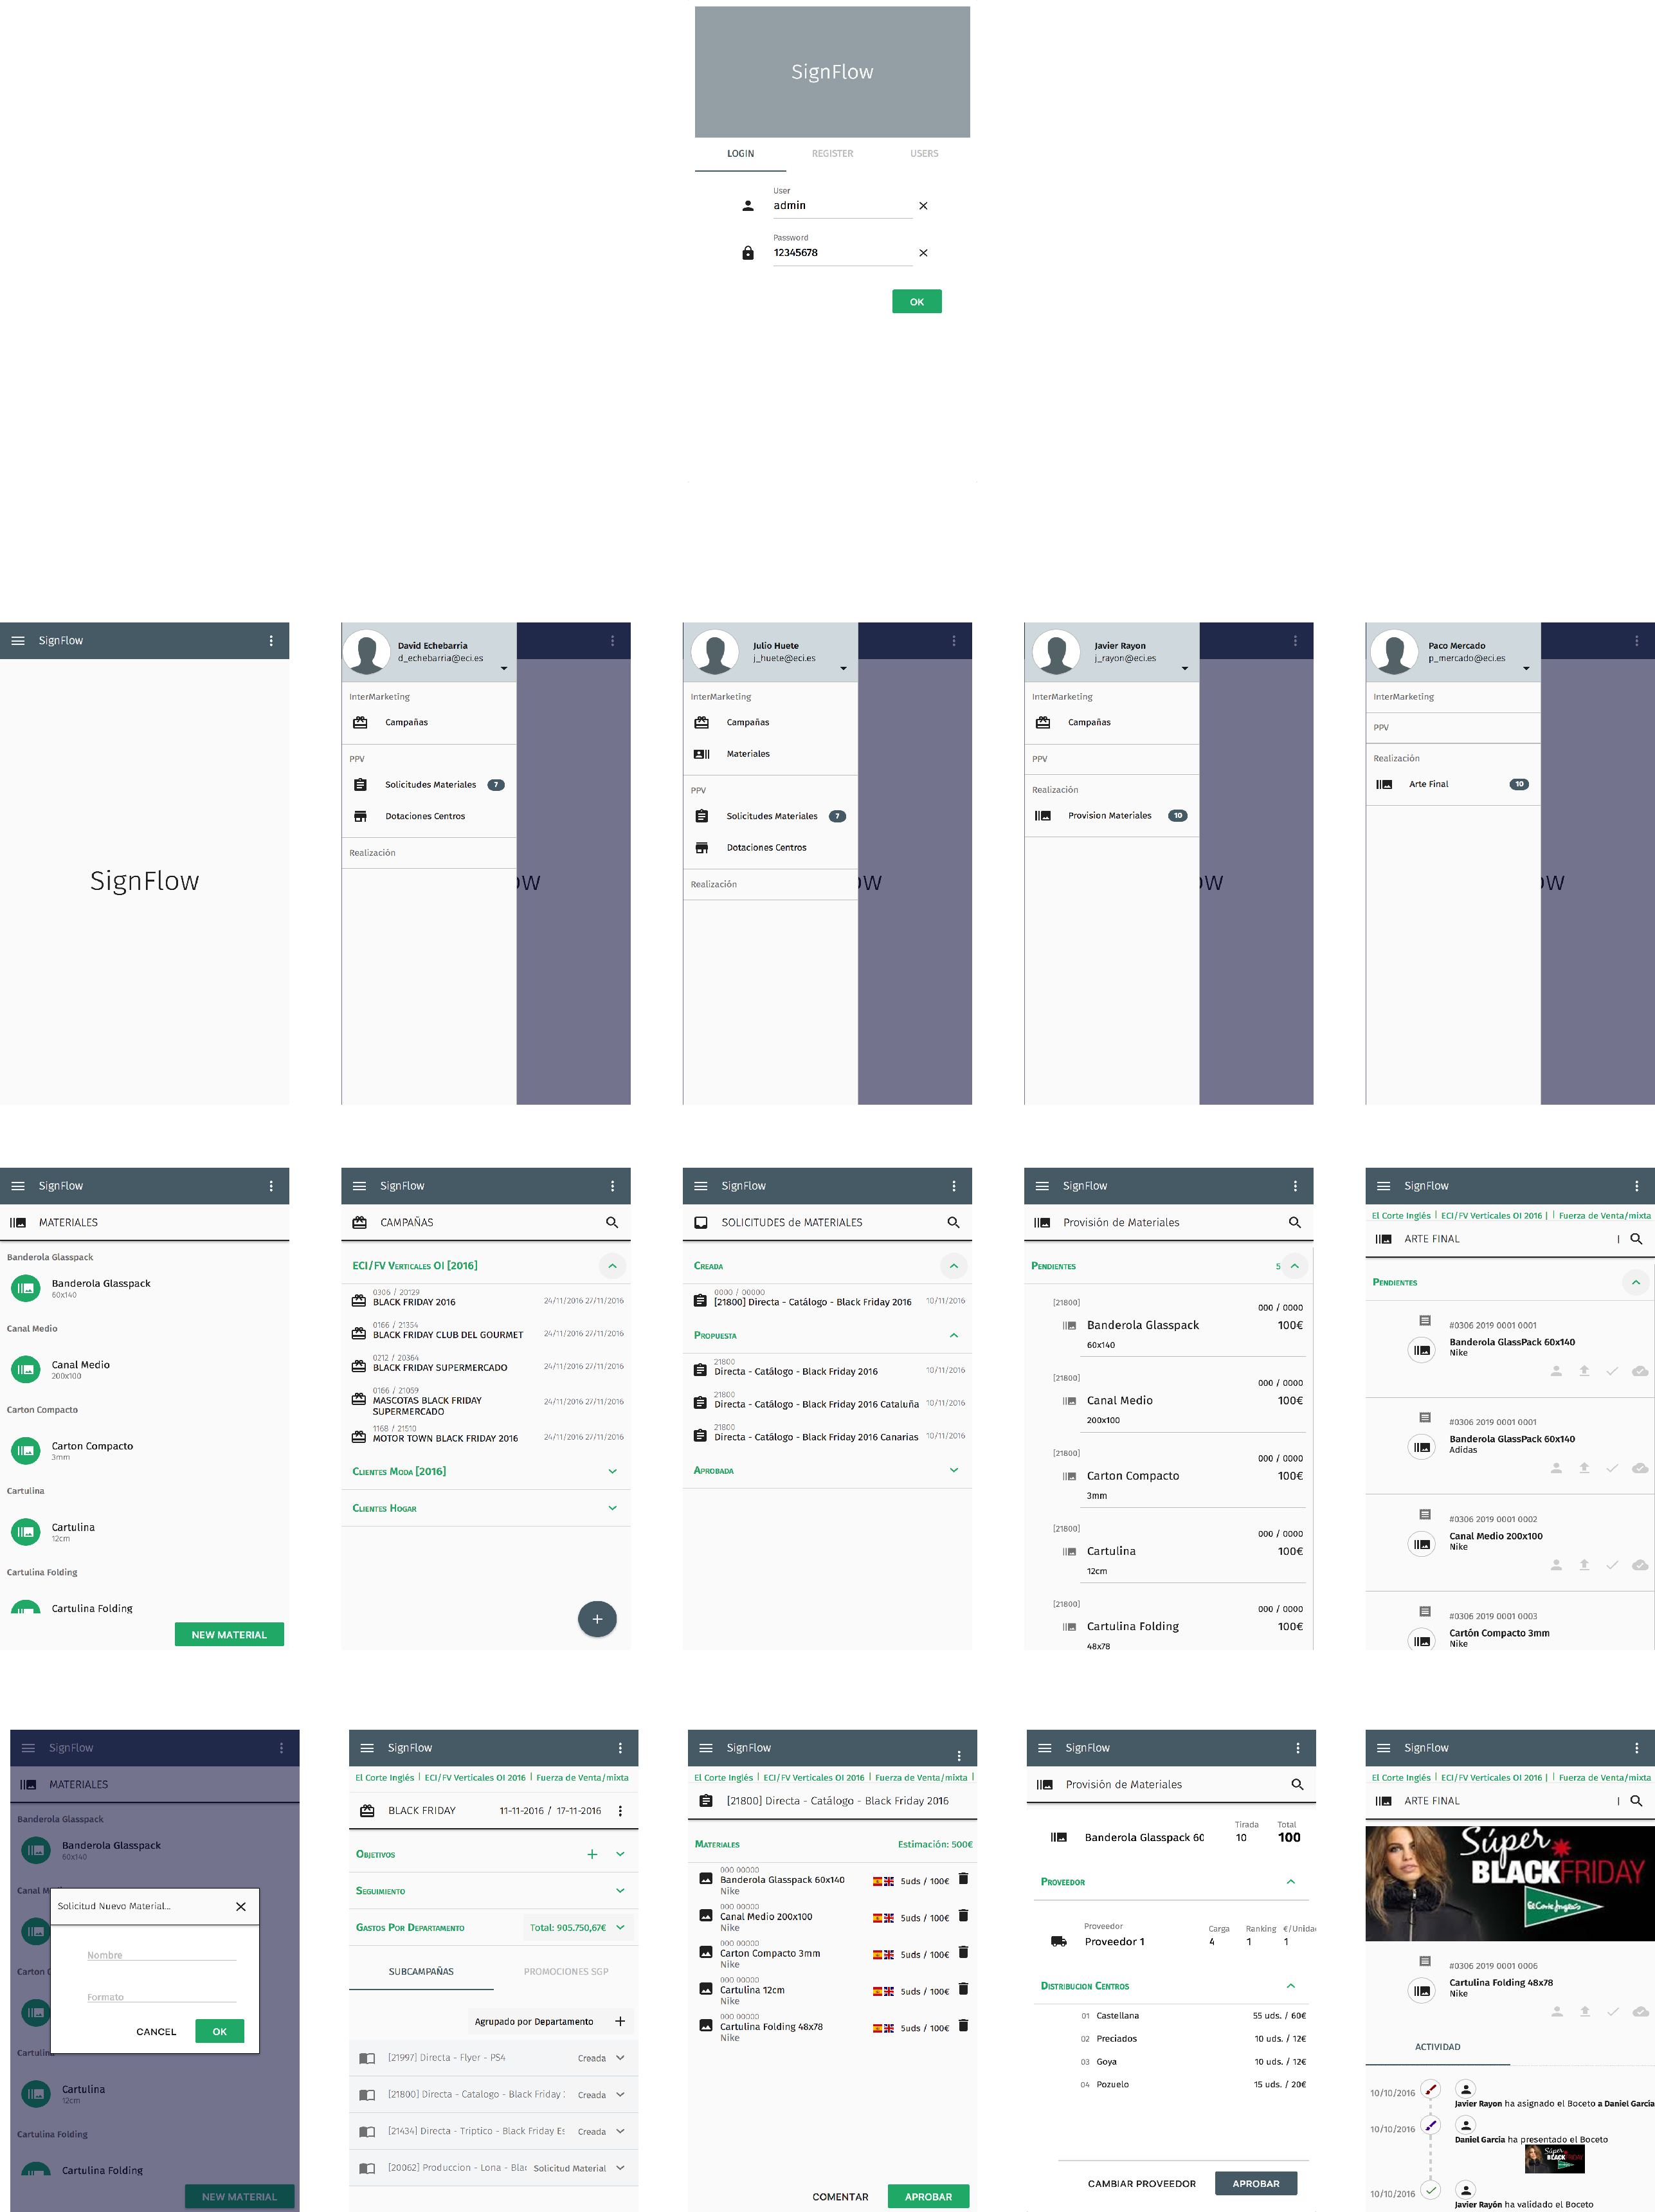 SignFlow
LOGIN REGISTER USERS
User
admin
Password
12345678
OK
SignFlow
SignFlow
David Echebarria
d_echebarria@eci.es
InterMarketing
Campañas
PPV
Solicitudes Materiales 7
Dotaciones Centros
Realización
Julio Huete
j_huete@eci.es
InterMarketing
Campañas
Materiales
PPV
Solicitudes Materiales 7
Dotaciones Centros
Realización
Javier Rayon
j_rayon@eci.es
InterMarketing
Campañas
PPV
Realización
Provision Materiales 10
Paco Mercado
p_mercado@eci.es
InterMarketing
PPV
Realización
Arte Final 10
SignFlow
MATERIALES
Banderola Glasspack
Banderola Glasspack
60x140
Canal Medio
Canal Medio
200x100
Carton Compacto
Carton Compacto
3mm
Cartulina
Cartulina
12cm
Cartulina Folding
Cartulina Folding
NEW MATERIAL
SignFlow
CAMPAÑAS
ECI/FV VERTICALES OI [2016]
0306 / 20129
BLACK FRIDAY 2016 24/11/2016 27/11/2016
0166 / 21354
BLACK FRIDAY CLUB DEL GOURMET 24/11/2016 27/11/2016
0212 / 20364
BLACK FRIDAY SUPERMERCADO 24/11/2016 27/11/2016
0166 / 21059
MASCOTAS BLACK FRIDAY SUPERMERCADO 24/11/2016 27/11/2016
1168 / 21510
MOTOR TOWN BLACK FRIDAY 2016 24/11/2016 27/11/2016
CLIENTES MODA [2016]
CLIENTES HOGAR
SignFlow
SOLICITUDES de MATERIALES
CREADA
0000 / 00000
[21800] Directa - Catálogo - Black Friday 2016 10/11/2016
PROPUESTA
21800
Directa - Catálogo - Black Friday 2016 10/11/2016
21800
Directa - Catálogo - Black Friday 2016 Cataluña 10/11/2016
21800
Directa - Catálogo - Black Friday 2016 Canarias 10/11/2016
APROBADA
SignFlow
Provisión de Materiales
PENDIENTES 5
[21800]
000 / 0000
Banderola Glasspack 100€
60x140
[21800]
000 / 0000
Canal Medio 100€
200x100
[21800]
000 / 0000
Carton Compacto 100€
3mm
[21800]
000 / 0000
Cartulina 100€
12cm
[21800]
000 / 0000
Cartulina Folding 100€
48x78
SignFlow
El Corte Inglés | ECI/FV Verticales OI 2016 | | Fuerza de Venta/mixta
ARTE FINAL |
PENDIENTES
#0306 2019 0001 0001
Banderola GlassPack 60x140
Nike
#0306 2019 0001 0001
Banderola GlassPack 60x140
Adidas
#0306 2019 0001 0002
Canal Medio 200x100
Nike
#0306 2019 0001 0003
Cartón Compacto 3mm
Nike
SignFlow
MATERIALES
Banderola Glasspack
Banderola Glasspack
60x140
Solicitud Nuevo Material...
Nombre
Formato
CANCEL OK
Cartulina
12cm
Cartulina Folding
Cartulina Folding
NEW MATERIAL
SignFlow
El Corte Inglés | ECI/FV Verticales OI 2016 | Fuerza de Venta/mixta
BLACK FRIDAY 11-11-2016 / 17-11-2016
OBJETIVOS
SEGUIMIENTO
GASTOS POR DEPARTAMENTO Total: 905.750,67€
SUBCAMPAÑAS PROMOCIONES SGP
Agrupado por Departamento
[21997] Directa - Flyer - PS4 Creada
[21800] Directa - Catalogo - Black Friday Creada
[21434] Directa - Triptico - Black Friday Es Creada
[20062] Produccion - Lona - Solicitud Material
SignFlow
El Corte Inglés | ECI/FV Verticales OI 2016 | Fuerza de Venta/mixta |
[21800] Directa - Catálogo - Black Friday 2016
MATERIALES Estimación: 500€
000 00000
Banderola Glasspack 60x140 5uds / 100€
Nike
000 00000
Canal Medio 200x100 5uds / 100€
Nike
000 00000
Carton Compacto 3mm 5uds / 100€
Nike
000 00000
Cartulina 12cm 5uds / 100€
Nike
000 00000
Cartulina Folding 48x78 5uds / 100€
Nike
COMENTAR APROBAR
SignFlow
Provisión de Materiales
Tirada Total
Banderola Glasspack 60 10 100
PROVEEDOR
Proveedor Carga Ranking €/Unidad
Proveedor 1 4 1 1
DISTRIBUCION CENTROS
01 Castellana 55 uds. / 60€
02 Preciados 10 uds. / 12€
03 Goya 10 uds. / 12€
04 Pozuelo 15 uds. / 20€
CAMBIAR PROVEEDOR APROBAR
SignFlow
El Corte Inglés | ECI/FV Verticales OI 2016 | | Fuerza de Venta/mixta
ARTE FINAL |
Súper
BLACK FRIDAY
El Corte Inglés
#0306 2019 0001 0006
Cartulina Folding 48x78
Nike
ACTIVIDAD
10/10/2016
Javier Rayon ha asignado el Boceto a Daniel Garcia
10/10/2016
Daniel Garcia ha presentado el Boceto
10/10/2016
Javier Rayón ha validado el Boceto